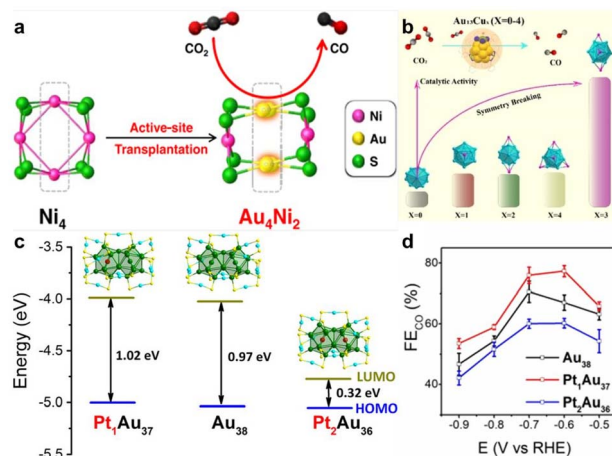 a
CO₂
CO
Active-site
Transplantation
Ni₄
Au₄Ni₂
Ni
Au
S
b
Au₁₃Cuₓ (X=0-4)
CO₂
CO
Catalytic Activity
Symmetry Breaking
X=0
X=1
X=2
X=4
X=3
c
Energy (eV)
-3.5
-4.0
-4.5
-5.0
-5.5
1.02 eV
0.97 eV
0.32 eV
LUMO
HOMO
Pt₁Au₃₇
Au₃₈
Pt₂Au₃₆
d
FE_CO (%)
80
60
40
Au₃₈
Pt₁Au₃₇
Pt₂Au₃₆
-0.9 -0.8 -0.7 -0.6 -0.5
E (V vs RHE)